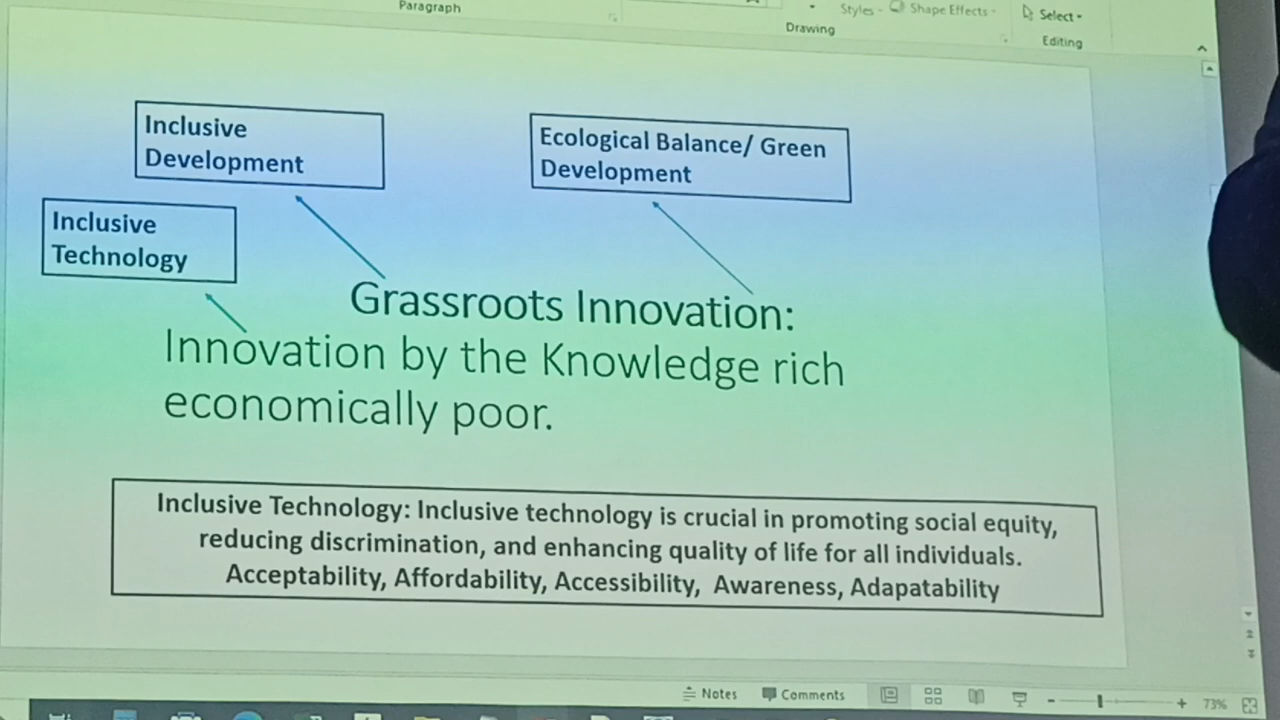 Paragraph
Styles
Shape Effects
Select
Drawing
Editing
Inclusive
Development
Ecological Balance/ Green
Development
Inclusive
Technology
Grassroots Innovation:
Innovation by the Knowledge rich
economically poor.
Inclusive Technology: Inclusive technology is crucial in promoting social equity,
reducing discrimination, and enhancing quality of life for all individuals.
Acceptability, Affordability, Accessibility, Awareness, Adapatability
Notes
Comments
73%